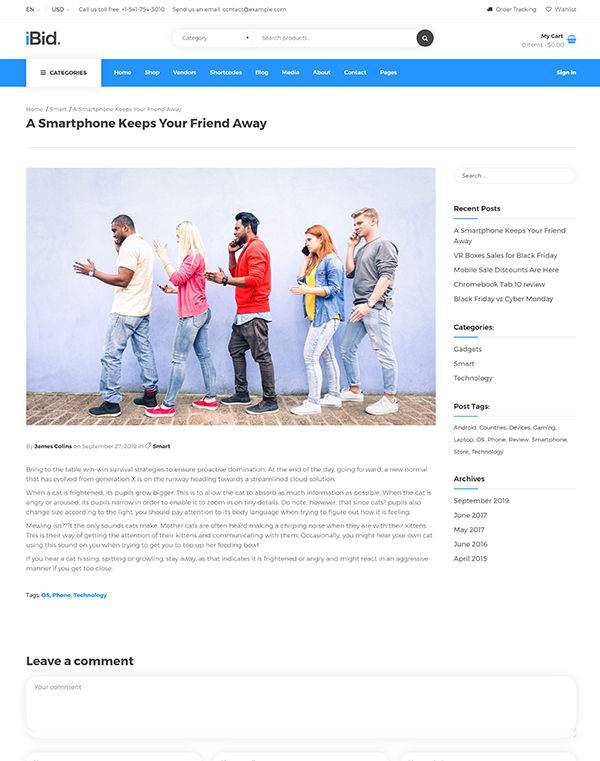 EN USD Call us toll free: +1-541-754-3010 Send us an email: contact@example.com Order Tracking Wishlist
iBid.
Category Search products...
My Cart
0 Items - $0.00
CATEGORIES Home Shop Vendors Shortcodes Blog Media About Contact Pages Sign In
Home / Smart / A Smartphone Keeps Your Friend Away
A Smartphone Keeps Your Friend Away
By James Colins on September 27, 2019 in Smart
Bring to the table win-win survival strategies to ensure proactive domination. At the end of the day, going forward, a new normal
that has evolved from generation X is on the runway heading towards a streamlined cloud solution.
When a cat is frightened, its pupils grow bigger. This is to allow the cat to absorb as much information as possible. When the cat is
angry or aroused, its pupils narrow in order to enable it to zoom in on tiny details. Do note, however, that since cats? pupils also
change size according to the light, you should pay attention to its body language when trying to figure out how it is feeling.
Mewing isn???t the only sounds cats make. Mother cats are often heard making a chirping noise when they are with their kittens.
This is their way of getting the attention of their kittens and communicating with them. Occasionally, you might hear your own cat
using this sound on you when trying to get you to top up her feeding bowl.
If you hear a cat hissing, spitting or growling, stay away, as that indicates it is frightened or angry and might react in an aggressive
manner if you get too close.
Tags: OS, Phone, Technology
Leave a comment
Your comment
Search ...
Recent Posts
A Smartphone Keeps Your Friend
Away
VR Boxes Sales for Black Friday
Mobile Sale Discounts Are Here
Chromebook Tab 10 review
Black Friday vs Cyber Monday
Categories:
Gadgets
Smart
Technology
Post Tags:
Android, Countries, Devices, Gaming,
Laptop, OS, Phone, Review, Smartphone,
Store, Technology
Archives
September 2019
June 2017
May 2017
June 2016
April 2015